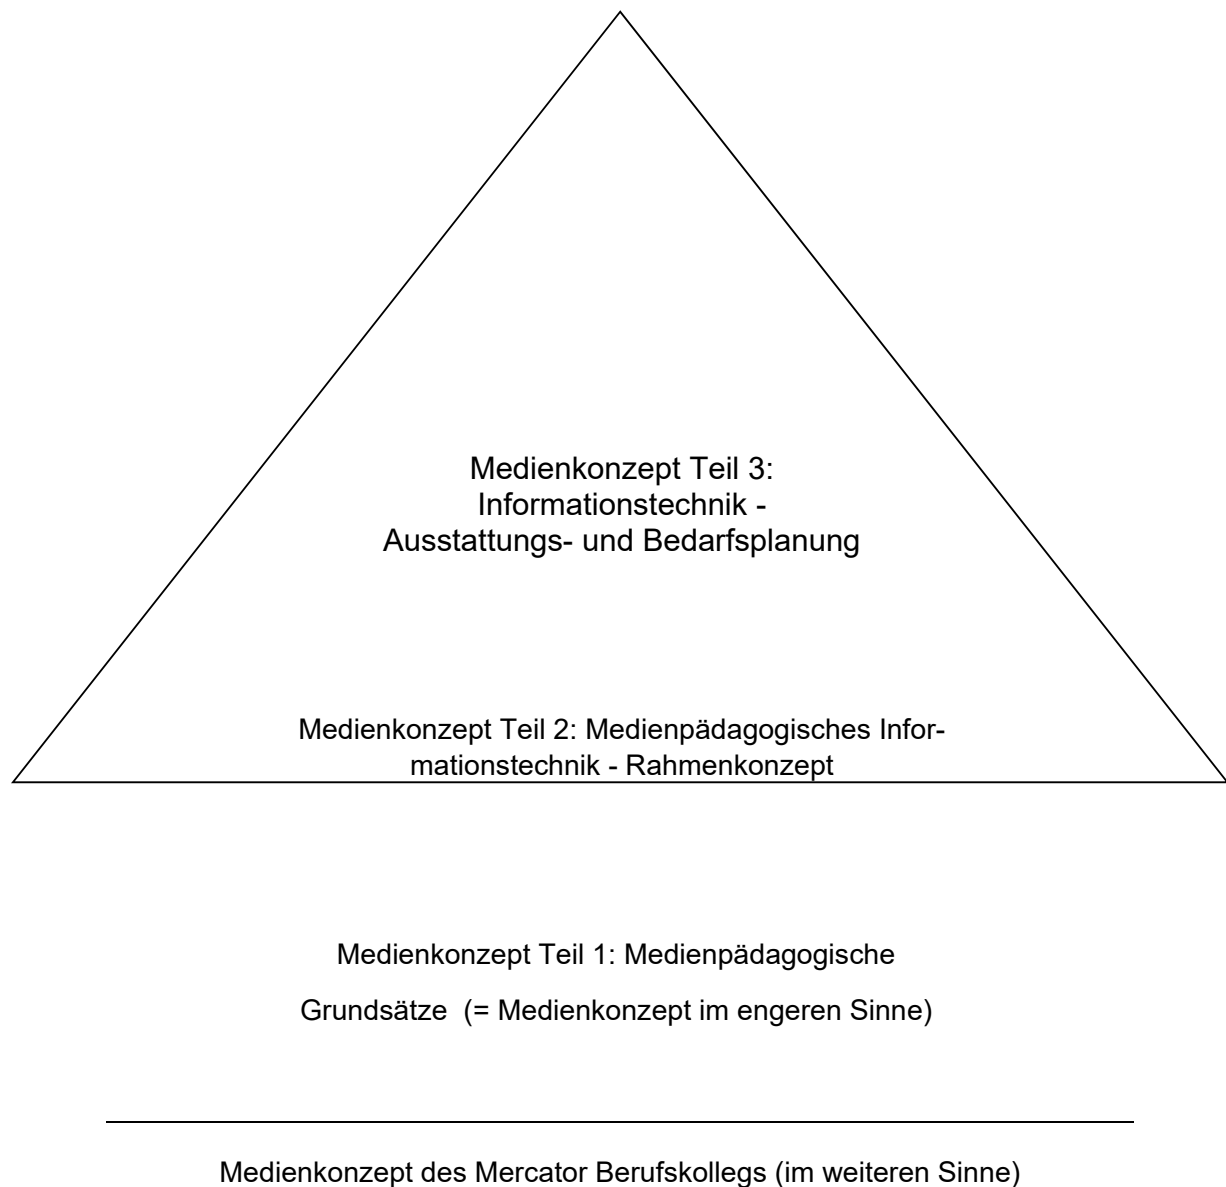 Medienkonzept Teil 3:
Informationstechnik -
Ausstattungs- und Bedarfsplanung
Medienkonzept Teil 2: Medienpädagogisches Infor-
mationstechnik - Rahmenkonzept
Medienkonzept Teil 1: Medienpädagogische
Grundsätze (= Medienkonzept im engeren Sinne)
Medienkonzept des Mercator Berufskollegs (im weiteren Sinne)